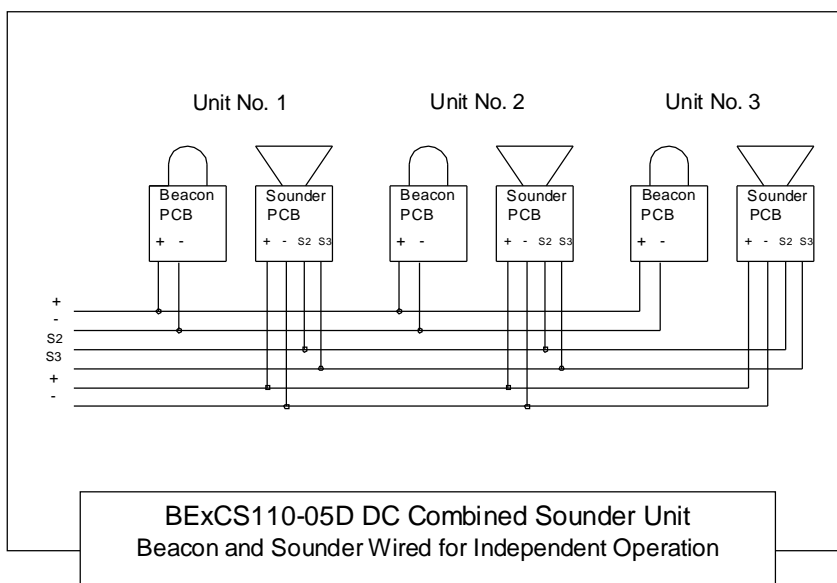 Unit No. 1 Unit No. 2 Unit No. 3
Beacon PCB
+ -
Sounder PCB
+ - S2 S3
Beacon PCB
+ -
Sounder PCB
+ - S2 S3
Beacon PCB
+ -
Sounder PCB
+ - S2 S3
+
-
S2
S3
+
-
BExCS110-05D DC Combined Sounder Unit
Beacon and Sounder Wired for Independent Operation